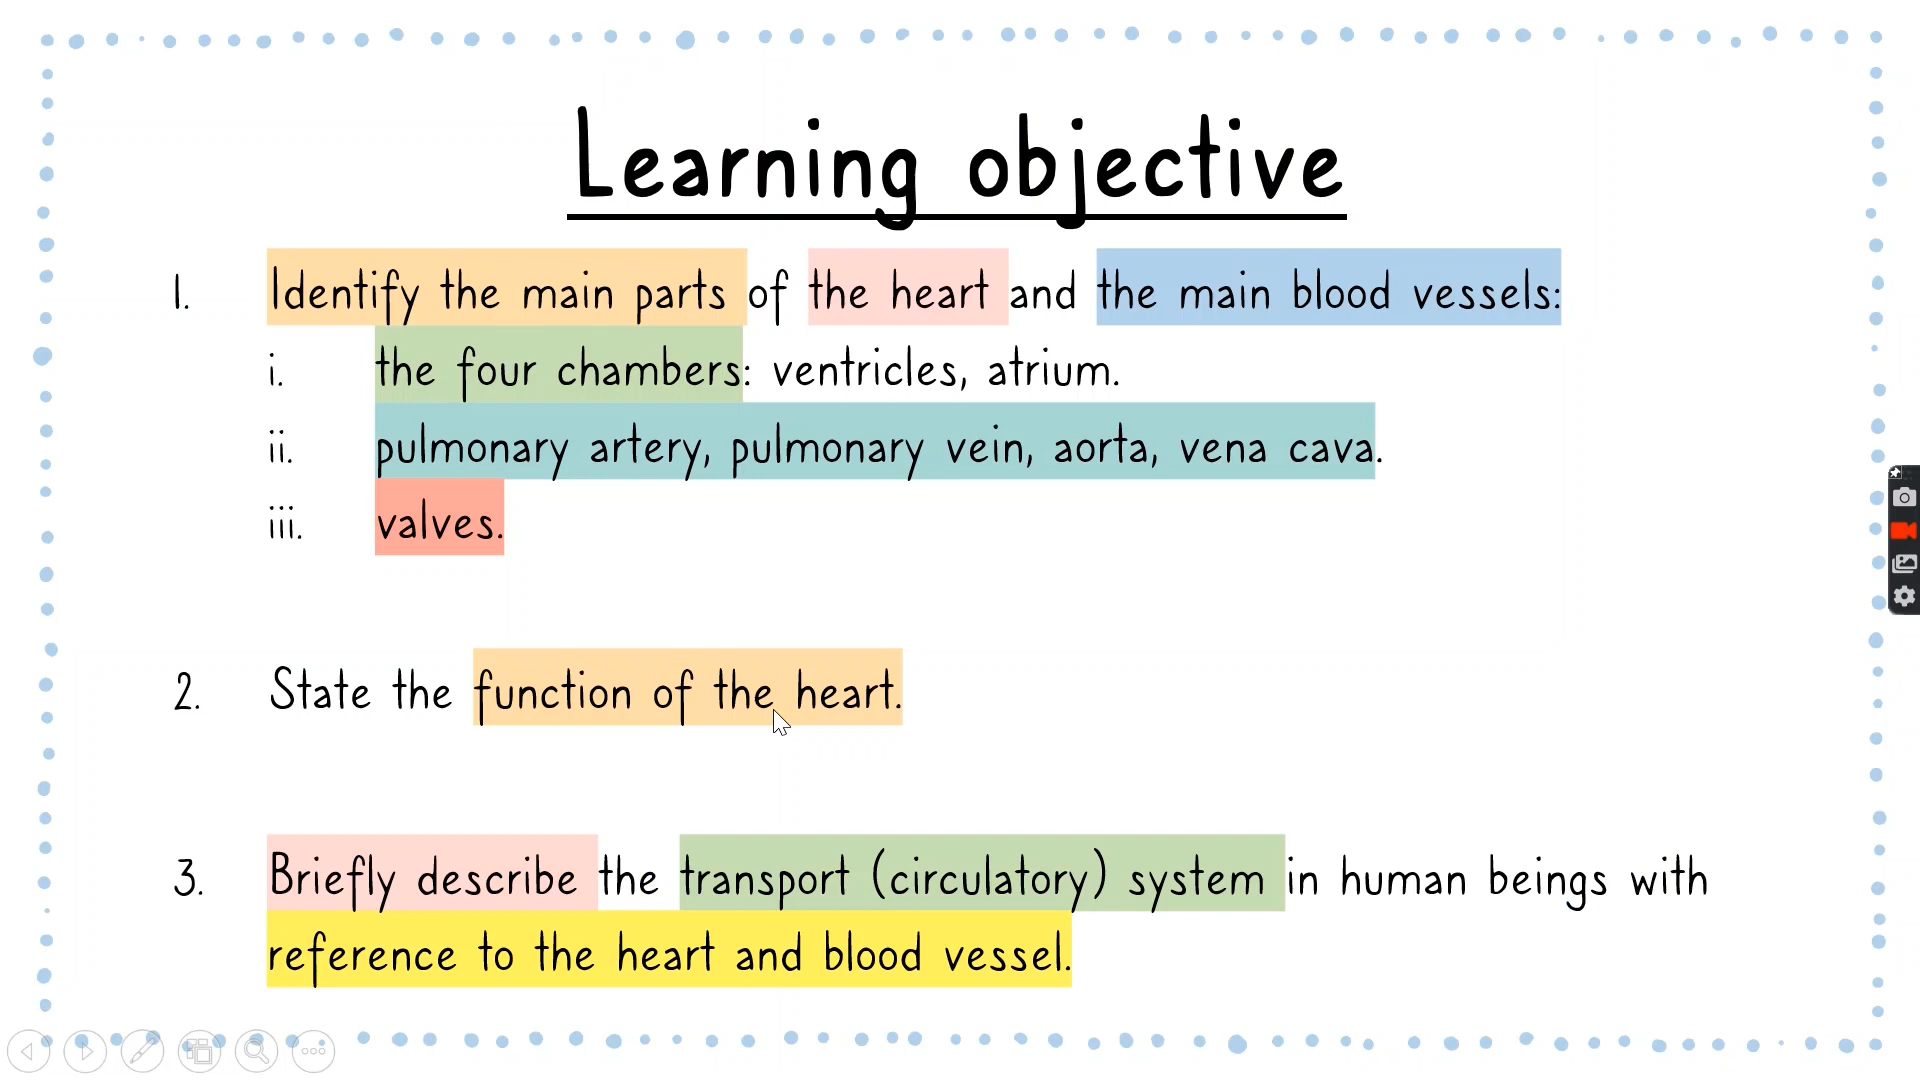 Learning objective
1. Identify the main parts of the heart and the main blood vessels:
i. the four chambers: ventricles, atrium.
ii. pulmonary artery, pulmonary vein, aorta, vena cava.
iii. valves.
2. State the function of the heart.
3. Briefly describe the transport (circulatory) system in human beings with
reference to the heart and blood vessel.